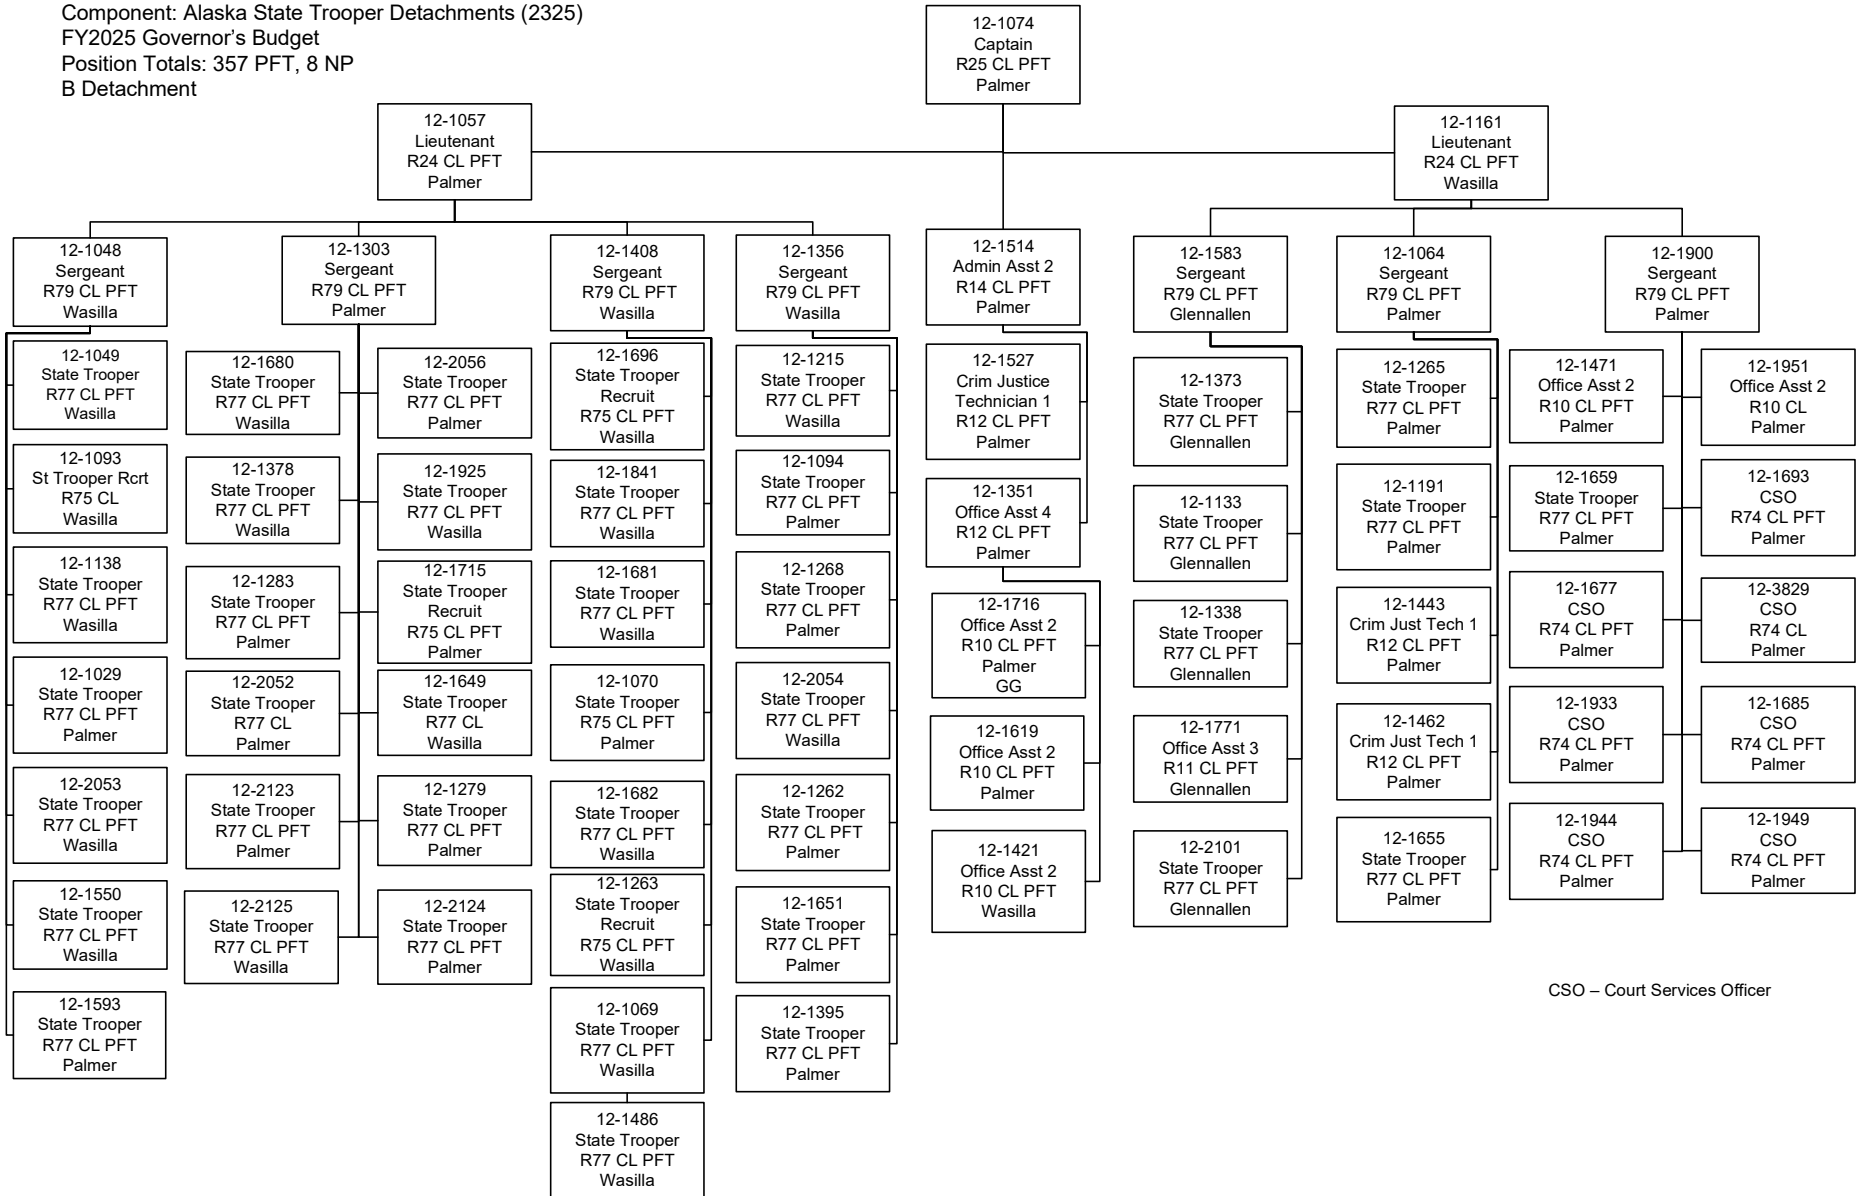 Component: Alaska State Trooper Detachments (2325)
FY2025 Governor's Budget
Position Totals: 357 PFT, 8 NP
B Detachment
12-1074
Captain
R25 CL PFT
Palmer
12-1057
Lieutenant
R24 CL PFT
Palmer
12-1161
Lieutenant
R24 CL PFT
Wasilla
12-1048
Sergeant
R79 CL PFT
Wasilla
12-1049
State Trooper
R77 CL PFT
Wasilla
12-1093
St Trooper Rcrt
R75 CL
Wasilla
12-1138
State Trooper
R77 CL PFT
Wasilla
12-1029
State Trooper
R77 CL PFT
Palmer
12-2053
State Trooper
R77 CL PFT
Wasilla
12-1550
State Trooper
R77 CL PFT
Wasilla
12-1593
State Trooper
R77 CL PFT
Palmer
12-1303
Sergeant
R79 CL PFT
Palmer
12-1680
State Trooper
R77 CL PFT
Wasilla
12-2056
State Trooper
R77 CL PFT
Palmer
12-1378
State Trooper
R77 CL PFT
Wasilla
12-1925
State Trooper
R77 CL PFT
Wasilla
12-1283
State Trooper
R77 CL PFT
Palmer
12-1715
State Trooper
Recruit
R75 CL PFT
Palmer
12-2052
State Trooper
R77 CL
Palmer
12-1649
State Trooper
R77 CL
Wasilla
12-2123
State Trooper
R77 CL PFT
Palmer
12-1279
State Trooper
R77 CL PFT
Palmer
12-2125
State Trooper
R77 CL PFT
Wasilla
12-2124
State Trooper
R77 CL PFT
Palmer
12-1408
Sergeant
R79 CL PFT
Wasilla
12-1696
State Trooper
Recruit
R75 CL PFT
Wasilla
12-1841
State Trooper
R77 CL PFT
Wasilla
12-1681
State Trooper
R77 CL PFT
Wasilla
12-1070
State Trooper
R75 CL PFT
Palmer
12-1682
State Trooper
R77 CL PFT
Wasilla
12-1263
State Trooper
Recruit
R75 CL PFT
Wasilla
12-1069
State Trooper
R77 CL PFT
Wasilla
12-1486
State Trooper
R77 CL PFT
Wasilla
12-1356
Sergeant
R79 CL PFT
Wasilla
12-1215
State Trooper
R77 CL PFT
Wasilla
12-1094
State Trooper
R77 CL PFT
Palmer
12-1268
State Trooper
R77 CL PFT
Palmer
12-2054
State Trooper
R77 CL PFT
Wasilla
12-1262
State Trooper
R77 CL PFT
Palmer
12-1651
State Trooper
R77 CL PFT
Palmer
12-1395
State Trooper
R77 CL PFT
Palmer
12-1514
Admin Asst 2
R14 CL PFT
Palmer
12-1527
Crim Justice
Technician 1
R12 CL PFT
Palmer
12-1351
Office Asst 4
R12 CL PFT
Palmer
12-1716
Office Asst 2
R10 CL PFT
Palmer
GG
12-1619
Office Asst 2
R10 CL PFT
Palmer
12-1421
Office Asst 2
R10 CL PFT
Wasilla
12-1583
Sergeant
R79 CL PFT
Glennallen
12-1373
State Trooper
R77 CL PFT
Glennallen
12-1133
State Trooper
R77 CL PFT
Glennallen
12-1338
State Trooper
R77 CL PFT
Glennallen
12-1771
Office Asst 3
R11 CL PFT
Glennallen
12-2101
State Trooper
R77 CL PFT
Glennallen
12-1064
Sergeant
R79 CL PFT
Palmer
12-1265
State Trooper
R77 CL PFT
Palmer
12-1191
State Trooper
R77 CL PFT
Palmer
12-1443
Crim Just Tech 1
R12 CL PFT
Palmer
12-1462
Crim Just Tech 1
R12 CL PFT
Palmer
12-1655
State Trooper
R77 CL PFT
Palmer
12-1900
Sergeant
R79 CL PFT
Palmer
12-1471
Office Asst 2
R10 CL PFT
Palmer
12-1951
Office Asst 2
R10 CL
Palmer
12-1659
State Trooper
R77 CL PFT
Palmer
12-1693
CSO
R74 CL PFT
Palmer
12-1677
CSO
R74 CL PFT
Palmer
12-3829
CSO
R74 CL
Palmer
12-1933
CSO
R74 CL PFT
Palmer
12-1685
CSO
R74 CL PFT
Palmer
12-1944
CSO
R74 CL PFT
Palmer
12-1949
CSO
R74 CL PFT
Palmer
CSO – Court Services Officer